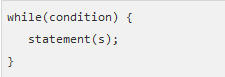 while(condition) {
   statement(s);
}